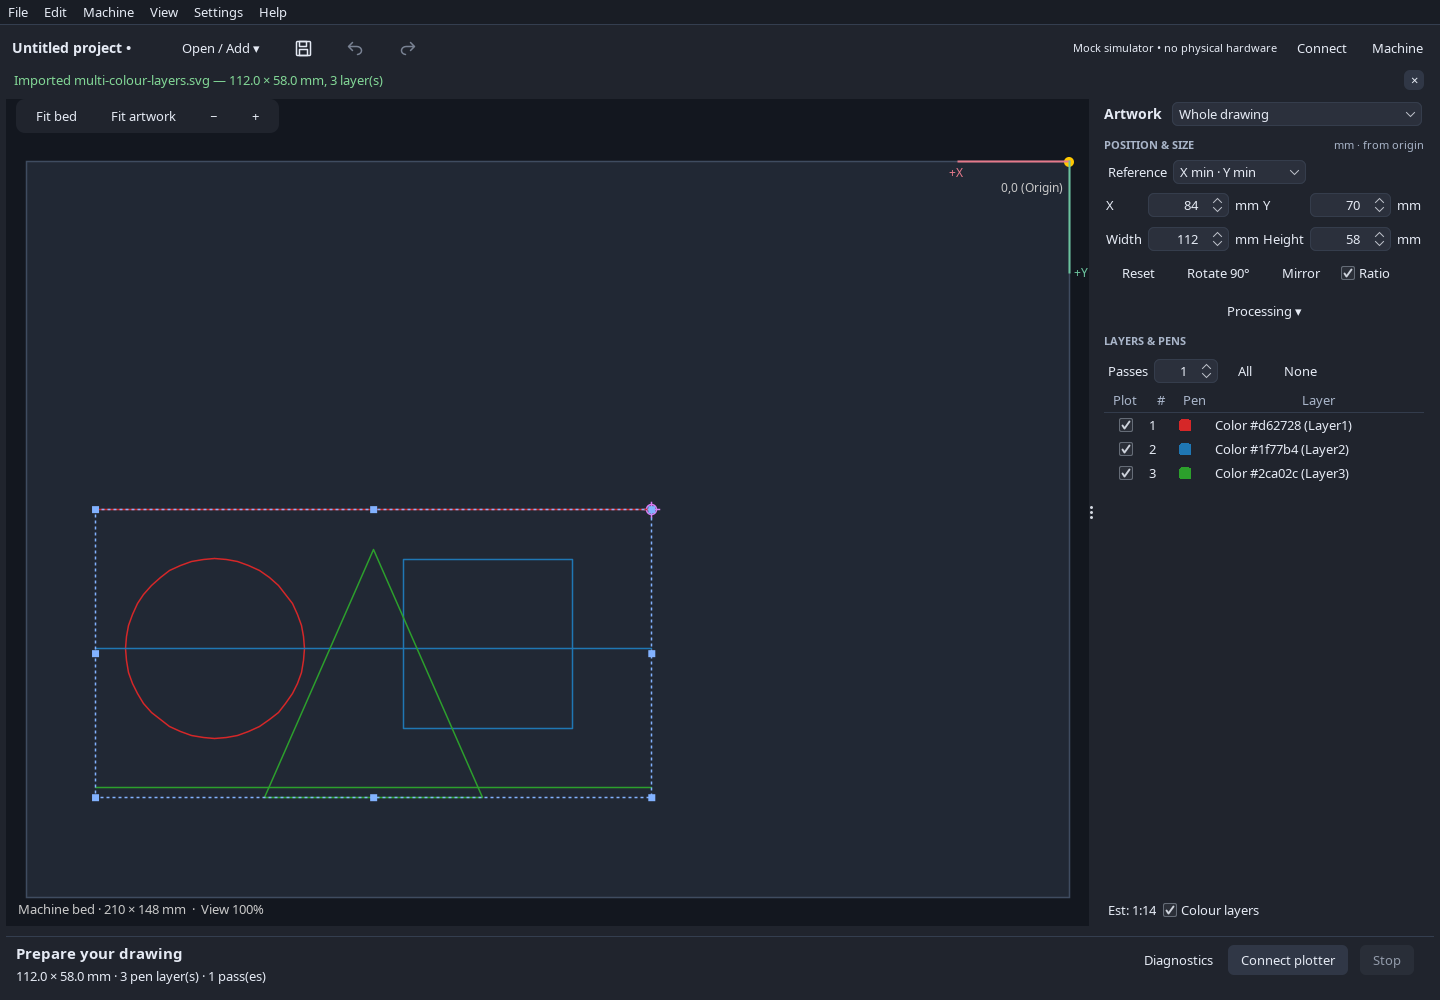 File Edit Machine View Settings Help
Untitled project • Open / Add ▾ Mock simulator • no physical hardware Connect Machine
Imported multi-colour-layers.svg — 112.0 × 58.0 mm, 3 layer(s) ×
Fit bed Fit artwork − +
+X
0,0 (Origin)
+Y
Machine bed · 210 × 148 mm · View 100%
Artwork Whole drawing
POSITION & SIZE mm · from origin
Reference X min · Y min
X 84 mm Y 70 mm
Width 112 mm Height 58 mm
Reset Rotate 90° Mirror Ratio
Processing ▾
LAYERS & PENS
Passes 1 All None
Plot # Pen Layer
1 Color #d62728 (Layer1)
2 Color #1f77b4 (Layer2)
3 Color #2ca02c (Layer3)
Est: 1:14 Colour layers
Prepare your drawing
112.0 × 58.0 mm · 3 pen layer(s) · 1 pass(es)
Diagnostics Connect plotter Stop